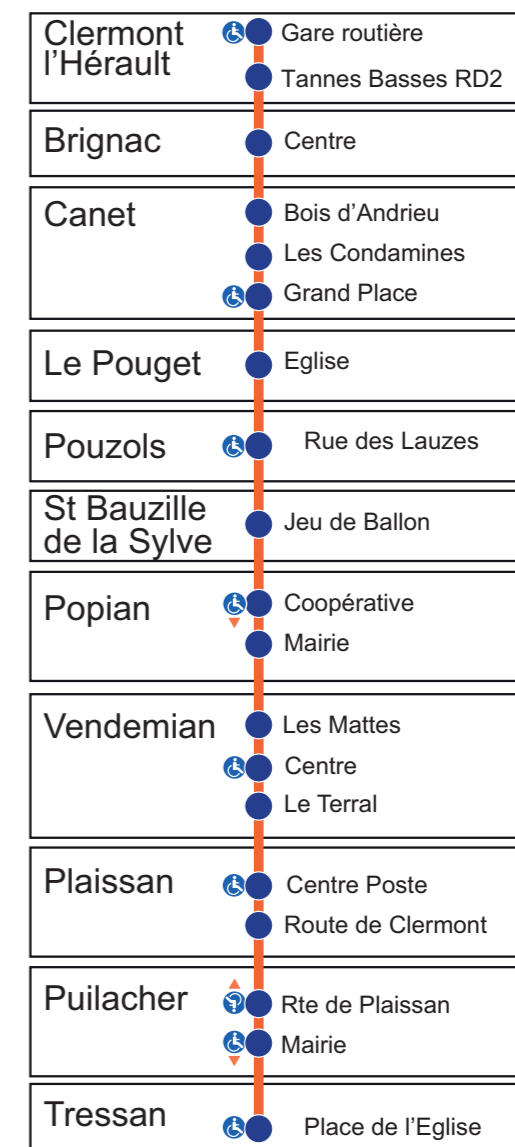 Clermont
l'Hérault
Gare routière
Tannes Basses RD2
Brignac
Centre
Canet
Bois d'Andrieu
Les Condamines
Grand Place
Le Pouget
Eglise
Pouzols
Rue des Lauzes
St Bauzille
de la Sylve
Jeu de Ballon
Popian
Coopérative
Mairie
Vendemian
Les Mattes
Centre
Le Terral
Plaissan
Centre Poste
Route de Clermont
Puilacher
Rte de Plaissan
Mairie
Tressan
Place de l'Eglise